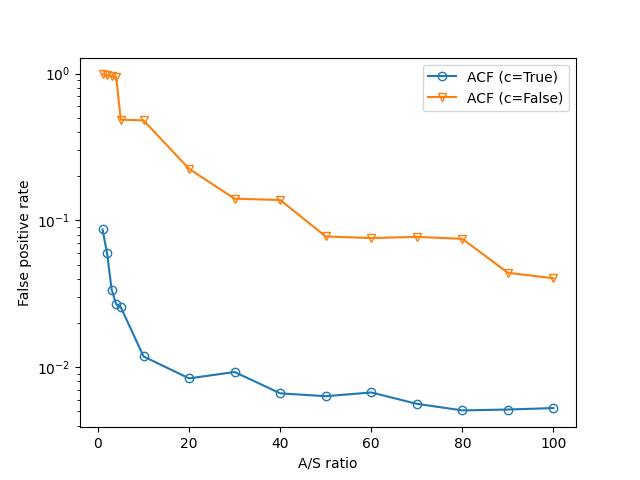 ACF (c=True)
ACF (c=False)
False positive rate
10⁰
10⁻¹
10⁻²
0 20 40 60 80 100
A/S ratio